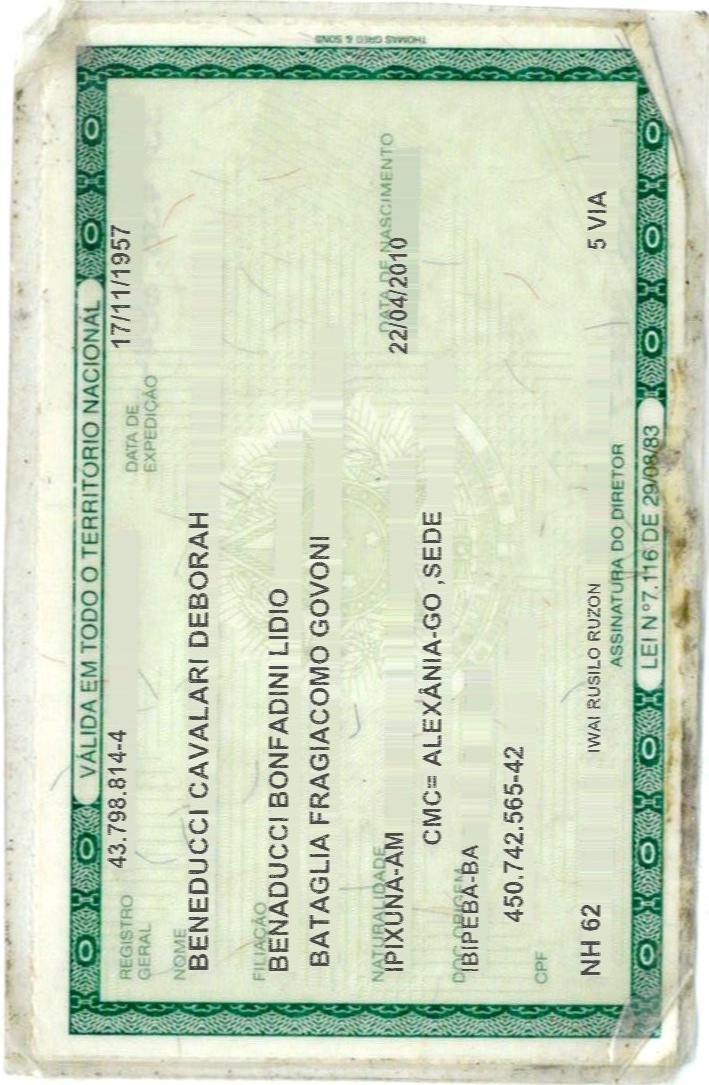 THOMAS GREG & SONS
VÁLIDA EM TODO O TERRITÓRIO NACIONAL
REGISTRO GERAL 43.798.814-4 DATA DE EXPEDIÇÃO 17/11/1957
NOME
BENEDUCCI CAVALARI DEBORAH
FILIAÇÃO
BENADUCCI BONFADINI LIDIO
BATAGLIA FRAGIACOMO GOVONI
NATURALIDADE DATA DE NASCIMENTO
IPIXUNA-AM 22/04/2010
CMC= ALEXÂNIA-GO ,SEDE
DOC ORIGEM
IBIPEBA-BA
450.742.565-42
CPF
NH 62 IWAI RUSILO RUZON 5 VIA
ASSINATURA DO DIRETOR
LEI Nº 7.116 DE 29/08/83